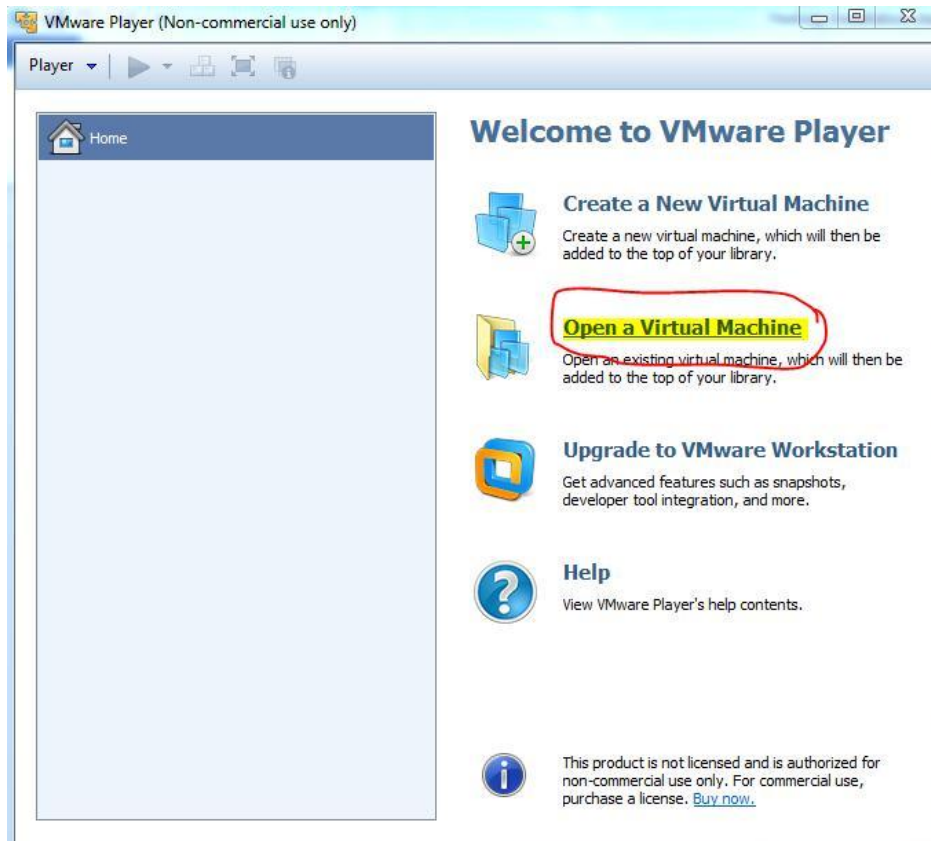 VMware Player (Non-commercial use only)
Player
Home
Welcome to VMware Player
Create a New Virtual Machine
Create a new virtual machine, which will then be
added to the top of your library.
Open a Virtual Machine
Open an existing virtual machine, which will then be
added to the top of your library.
Upgrade to VMware Workstation
Get advanced features such as snapshots,
developer tool integration, and more.
Help
View VMware Player's help contents.
This product is not licensed and is authorized for
non-commercial use only. For commercial use,
purchase a license. Buy now.